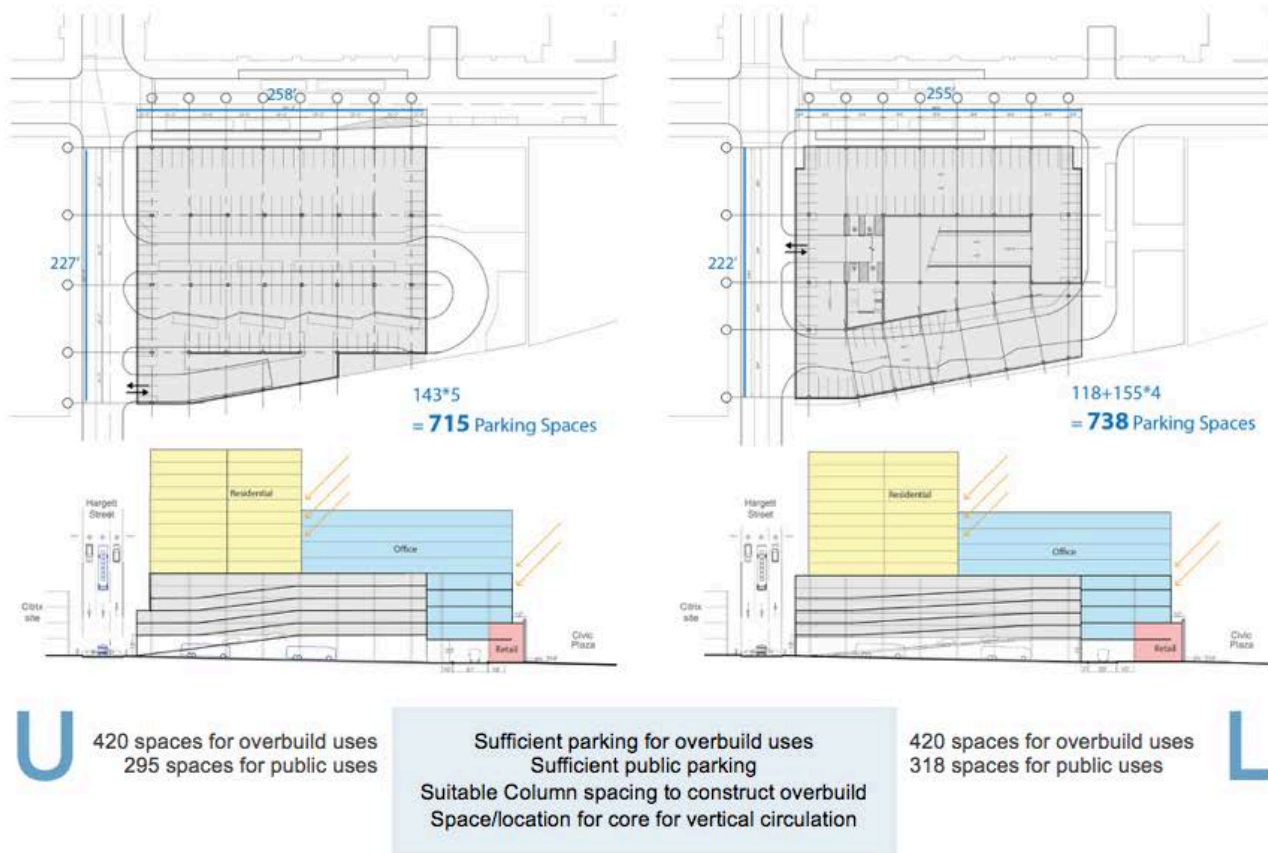 258'
227'
143*5
= 715 Parking Spaces
255'
222'
118+155*4
= 738 Parking Spaces
Residential
Hargett
Street
Office
Citrix
site
Retail
Civic
Plaza
Residential
Hargett
Street
Office
Citrix
site
Retail
Civic
Plaza
U
420 spaces for overbuild uses
295 spaces for public uses
Sufficient parking for overbuild uses
Sufficient public parking
Suitable Column spacing to construct overbuild
Space/location for core for vertical circulation
420 spaces for overbuild uses
318 spaces for public uses
L